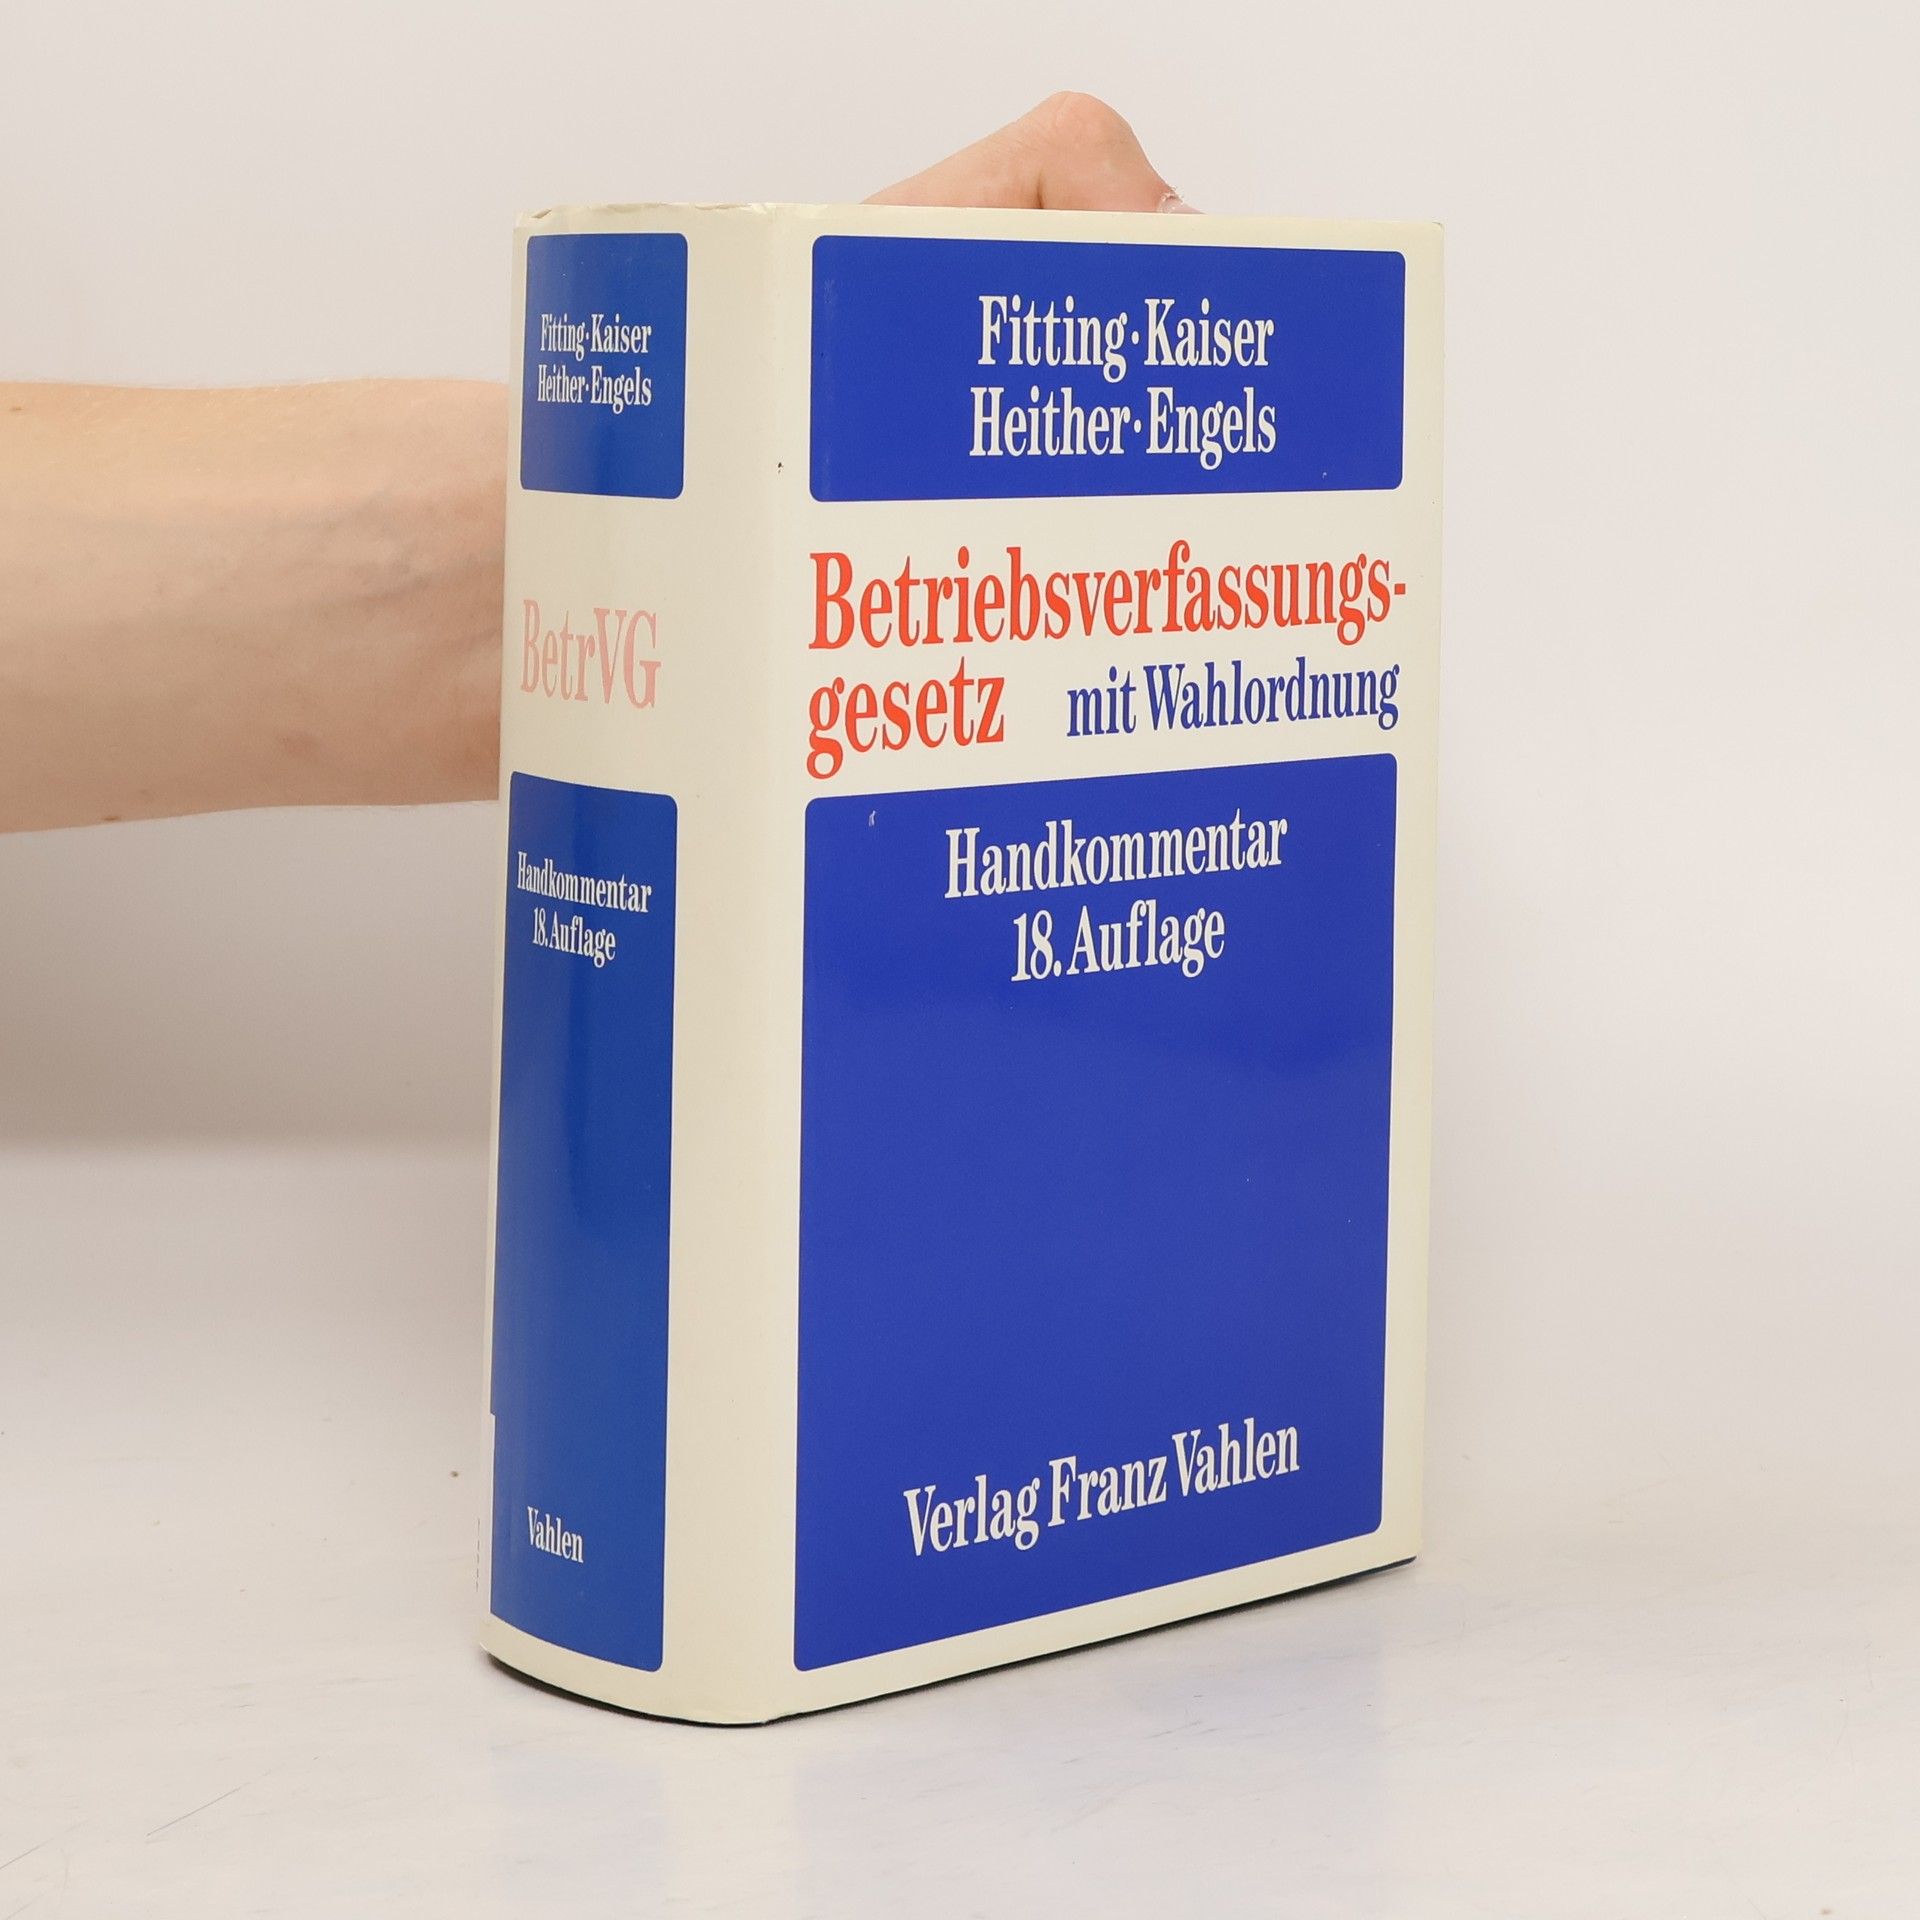 Fitting·Kaiser
Heither·Engels
BetrVG
Handkommentar
18. Auflage
Vahlen
Fitting·Kaiser
Heither·Engels
Betriebsverfassungs-
gesetz mit Wahlordnung
Handkommentar
18. Auflage
Verlag Franz Vahlen